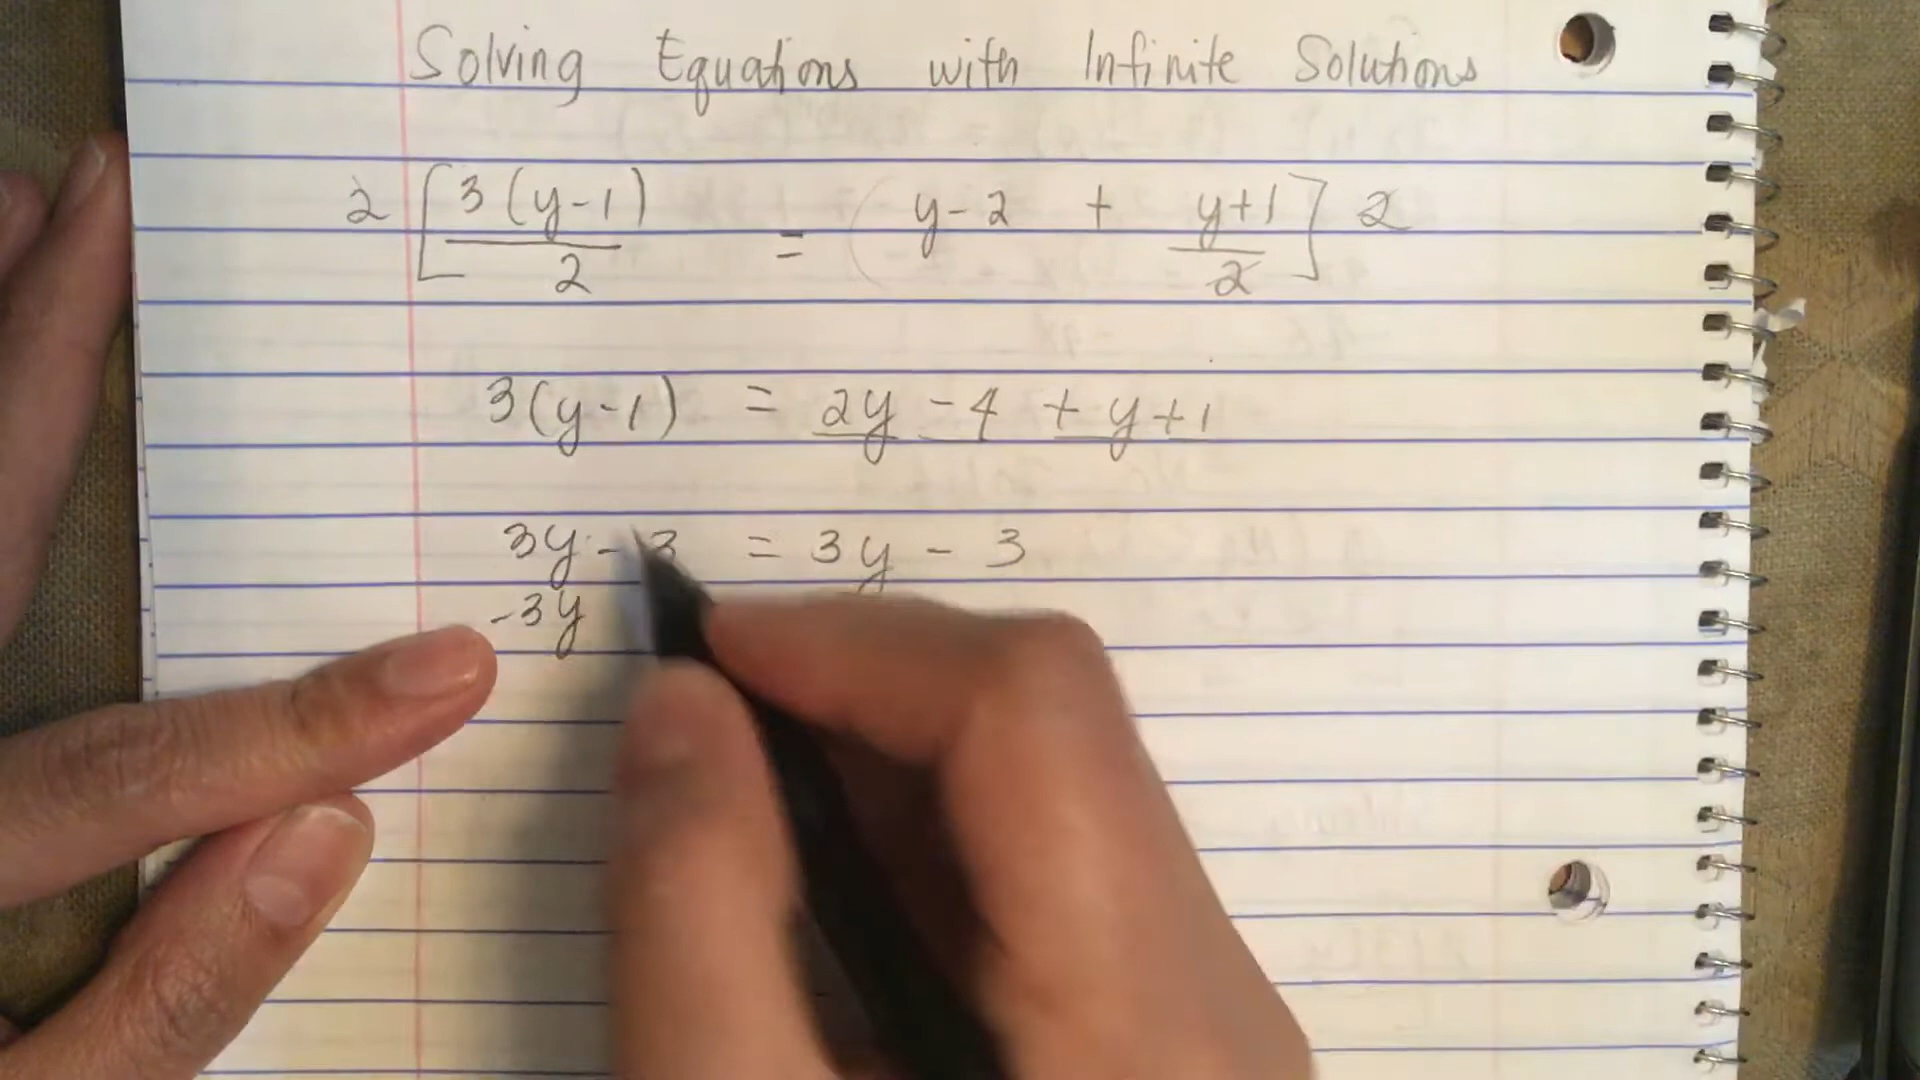 Solving Equations with Infinite Solutions
2 [ 3(y-1)/2 = ( y-2 + y+1/2 ] 2
3(y-1) = 2y - 4 + y+1
3y - 3 = 3y - 3
-3y